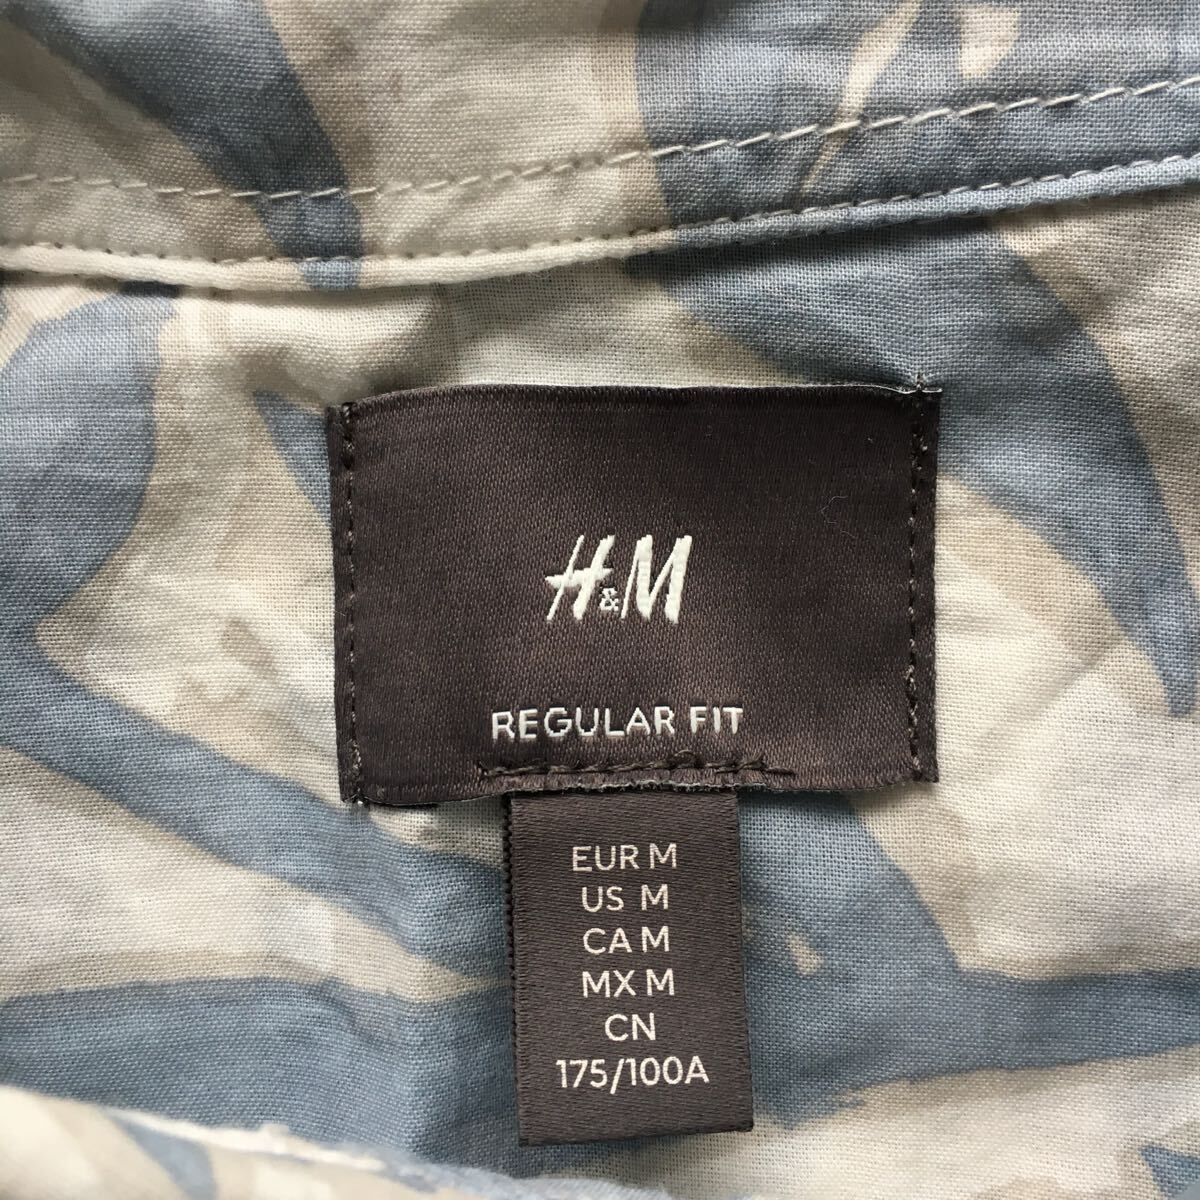 H&M
REGULAR FIT
EUR M
US M
CA M
MX M
CN
175/100A